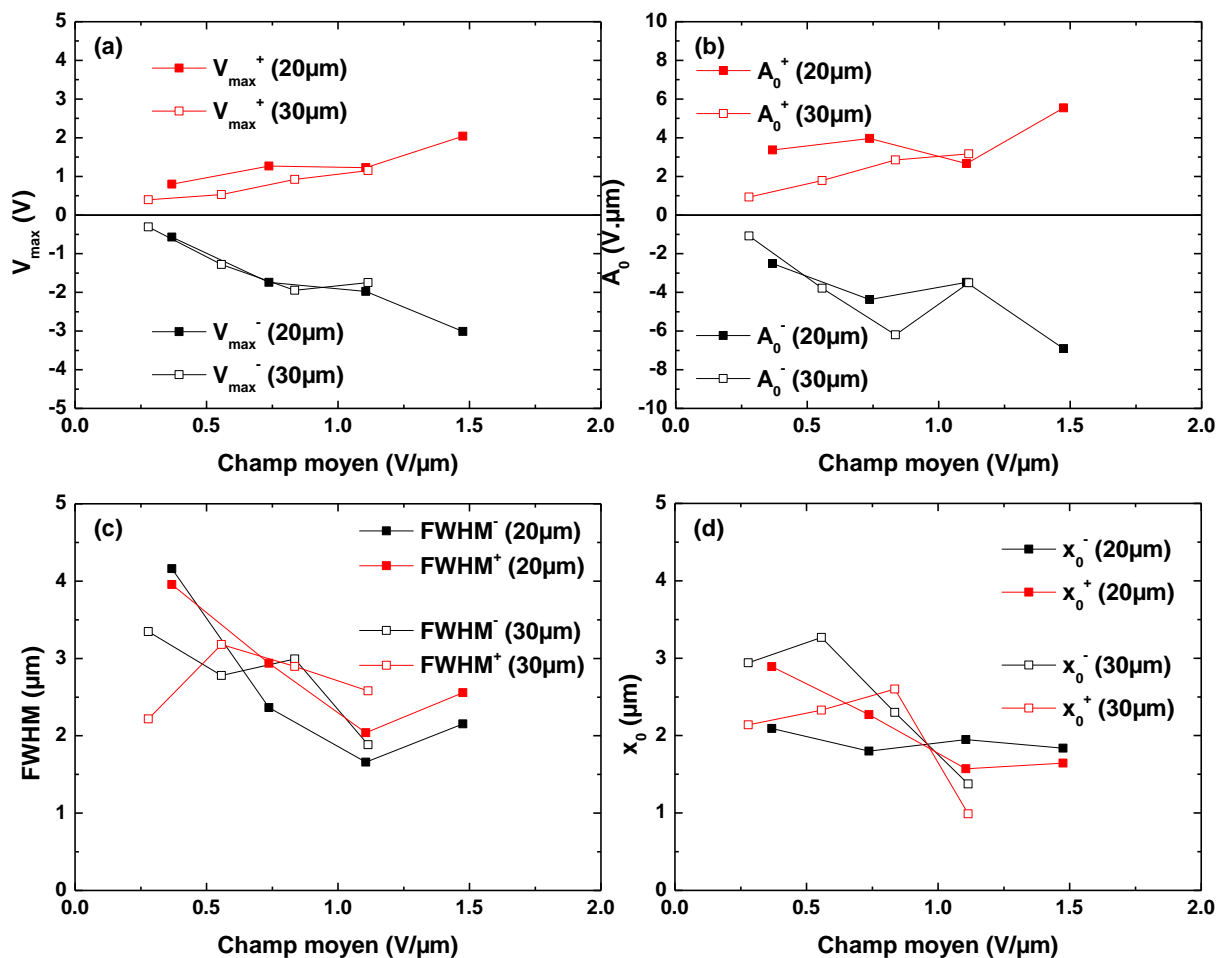 (a)
V_max^+ (20µm)
V_max^+ (30µm)
V_max^- (20µm)
V_max^- (30µm)
V_max (V)
5
4
3
2
1
0
-1
-2
-3
-4
-5
0.0 0.5 1.0 1.5 2.0
Champ moyen (V/µm)
(b)
A_0^+ (20µm)
A_0^+ (30µm)
A_0^- (20µm)
A_0^- (30µm)
A_0 (V.µm)
10
8
6
4
2
0
-2
-4
-6
-8
-10
0.0 0.5 1.0 1.5 2.0
Champ moyen (V/µm)
(c)
FWHM^- (20µm)
FWHM^+ (20µm)
FWHM^- (30µm)
FWHM^+ (30µm)
FWHM (µm)
5
4
3
2
1
0
0.0 0.5 1.0 1.5 2.0
Champ moyen (V/µm)
(d)
x_0^- (20µm)
x_0^+ (20µm)
x_0^- (30µm)
x_0^+ (30µm)
x_0 (µm)
5
4
3
2
1
0
0.0 0.5 1.0 1.5 2.0
Champ moyen (V/µm)